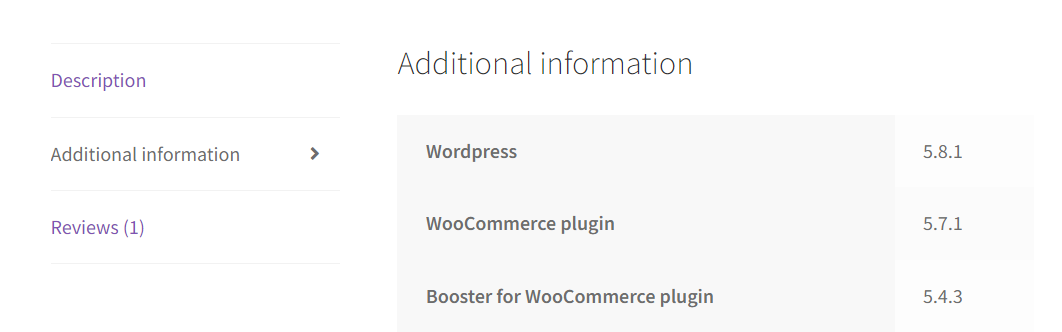 Description
Additional information
Reviews (1)
Additional information
Wordpress 5.8.1
WooCommerce plugin 5.7.1
Booster for WooCommerce plugin 5.4.3